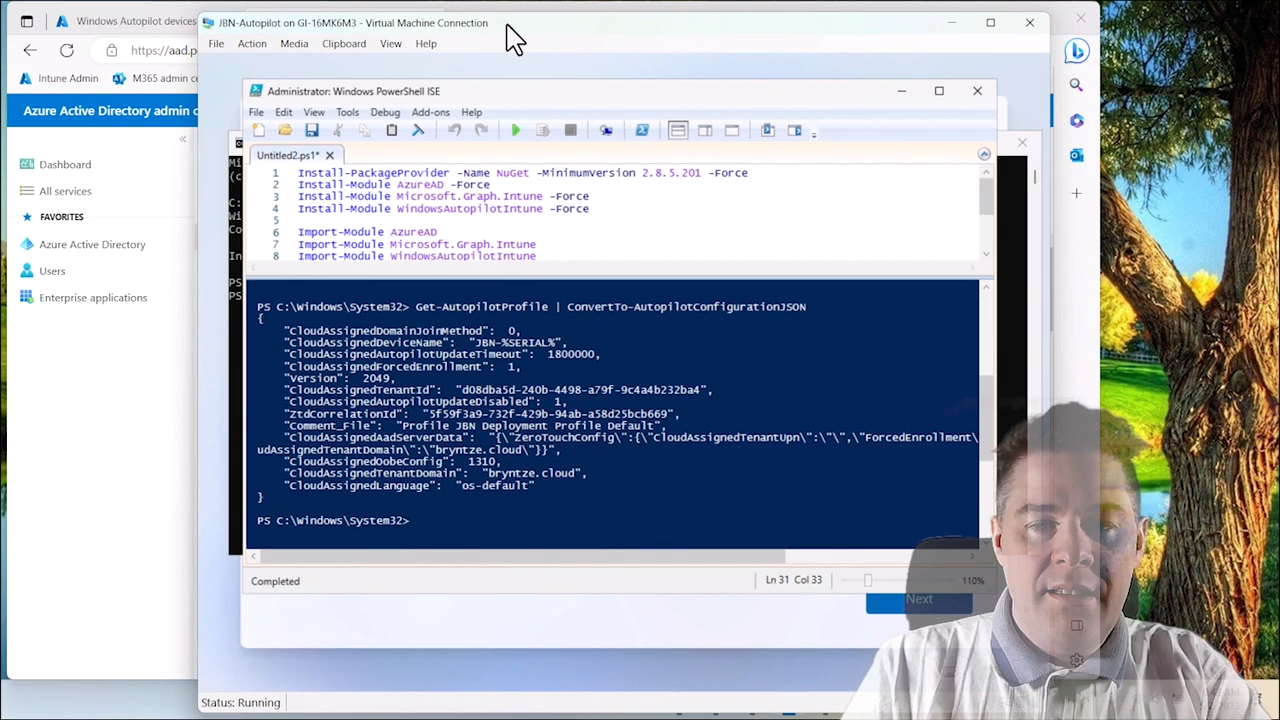 Windows Autopilot devices
https://aad.p
Intune Admin
M365 admin ce
Azure Active Directory admin c
«
Dashboard
All services
FAVORITES
Azure Active Directory
Users
Enterprise applications
JBN-Autopilot on GI-16MK6M3 - Virtual Machine Connection
File Action Media Clipboard View Help
Administrator: Windows PowerShell ISE
File Edit View Tools Debug Add-ons Help
Untitled2.ps1*
1 Install-PackageProvider -Name NuGet -MinimumVersion 2.8.5.201 -Force
2 Install-Module AzureAD -Force
3 Install-Module Microsoft.Graph.Intune -Force
4 Install-Module WindowsAutopilotIntune -Force
5
6 Import-Module AzureAD
7 Import-Module Microsoft.Graph.Intune
8 Import-Module WindowsAutopilotIntune
Mi
(c
C:
Wi
Co
In
PS
PS
PS C:\Windows\System32> Get-AutopilotProfile | ConvertTo-AutopilotConfigurationJSON
{
"CloudAssignedDomainJoinMethod": 0,
"CloudAssignedDeviceName": "JBN-%SERIAL%",
"CloudAssignedAutopilotUpdateTimeout": 1800000,
"CloudAssignedForcedEnrollment": 1,
"Version": 2049,
"CloudAssignedTenantId": "d08dba5d-240b-4498-a79f-9c4a4b232ba4",
"CloudAssignedAutopilotUpdateDisabled": 1,
"ZtdCorrelationId": "5f59f3a9-732f-429b-94ab-a58d25bcb669",
"Comment_File": "Profile JBN Deployment Profile Default",
"CloudAssignedAadServerData": "{\"ZeroTouchConfig\":{\"CloudAssignedTenantUpn\":\"\",\"ForcedEnrollment\
udAssignedTenantDomain\":\"bryntze.cloud\"}}",
"CloudAssignedOobeConfig": 1310,
"CloudAssignedTenantDomain": "bryntze.cloud",
"CloudAssignedLanguage": "os-default"
}
PS C:\Windows\System32>
Completed
Ln 31 Col 33
110%
Next
Status: Running